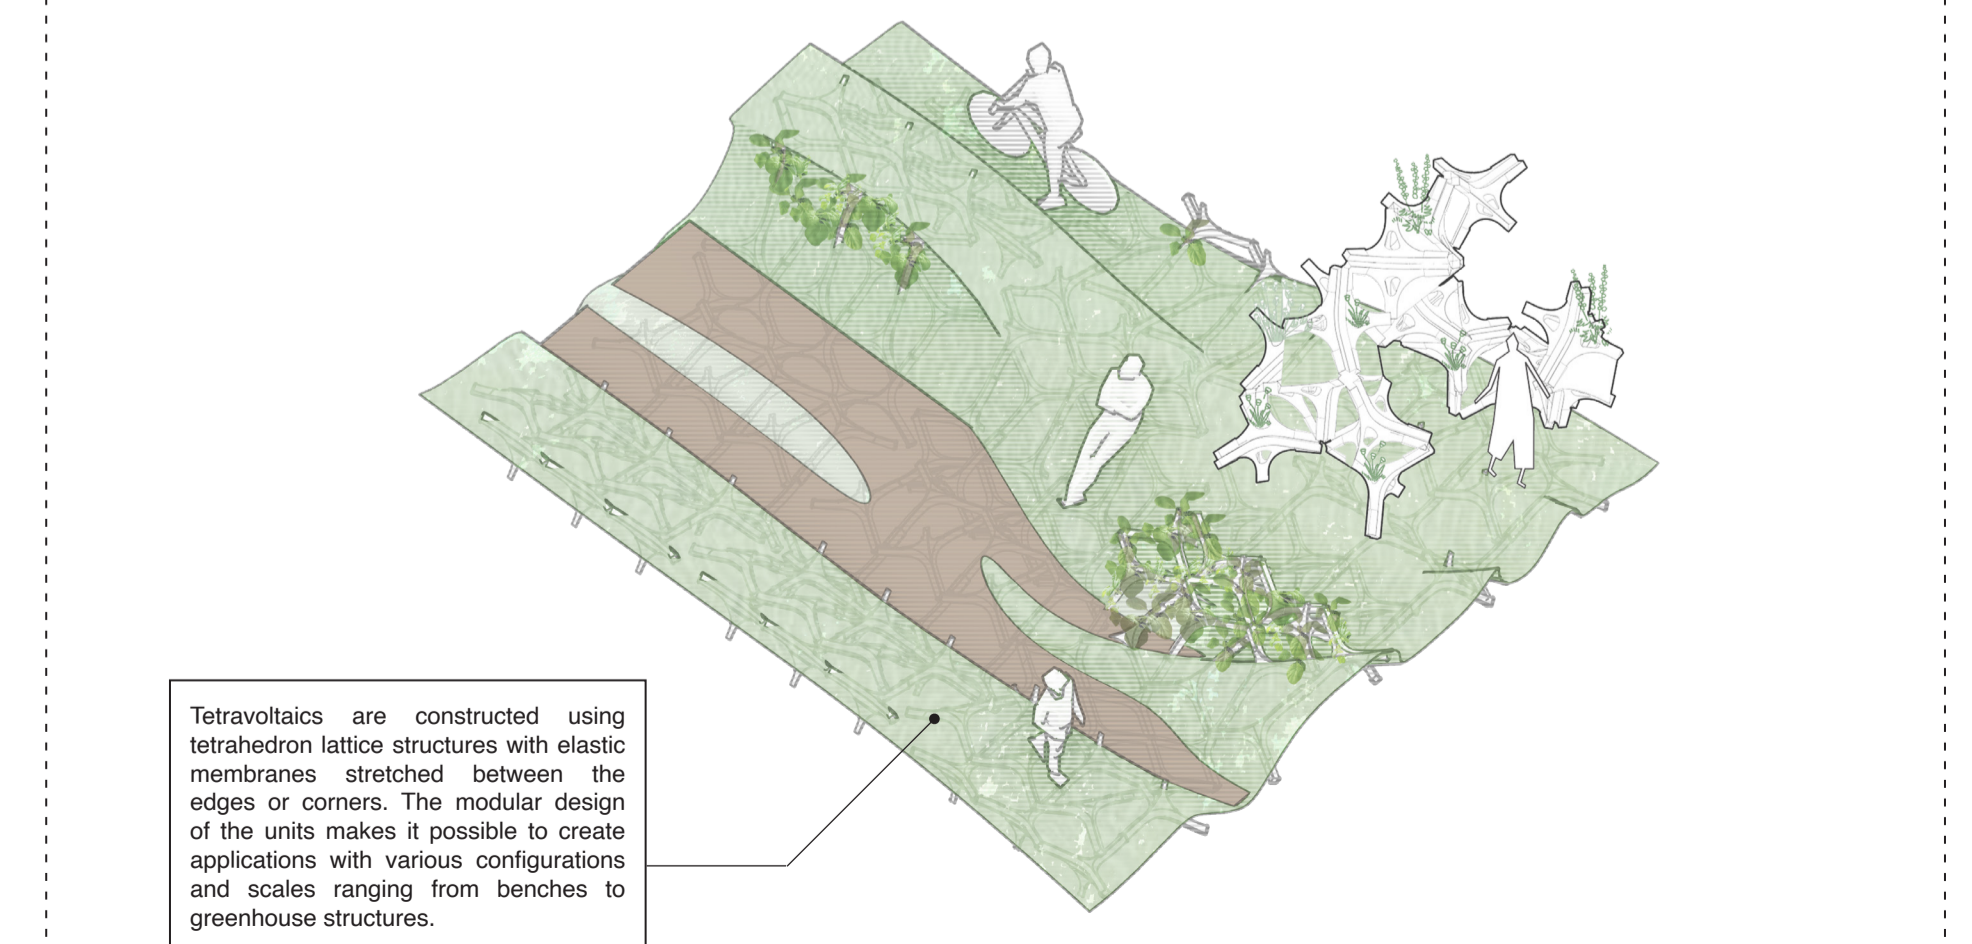 Tetravoltaics are constructed using
tetrahedron lattice structures with elastic
membranes stretched between the
edges or corners. The modular design
of the units makes it possible to create
applications with various configurations
and scales ranging from benches to
greenhouse structures.